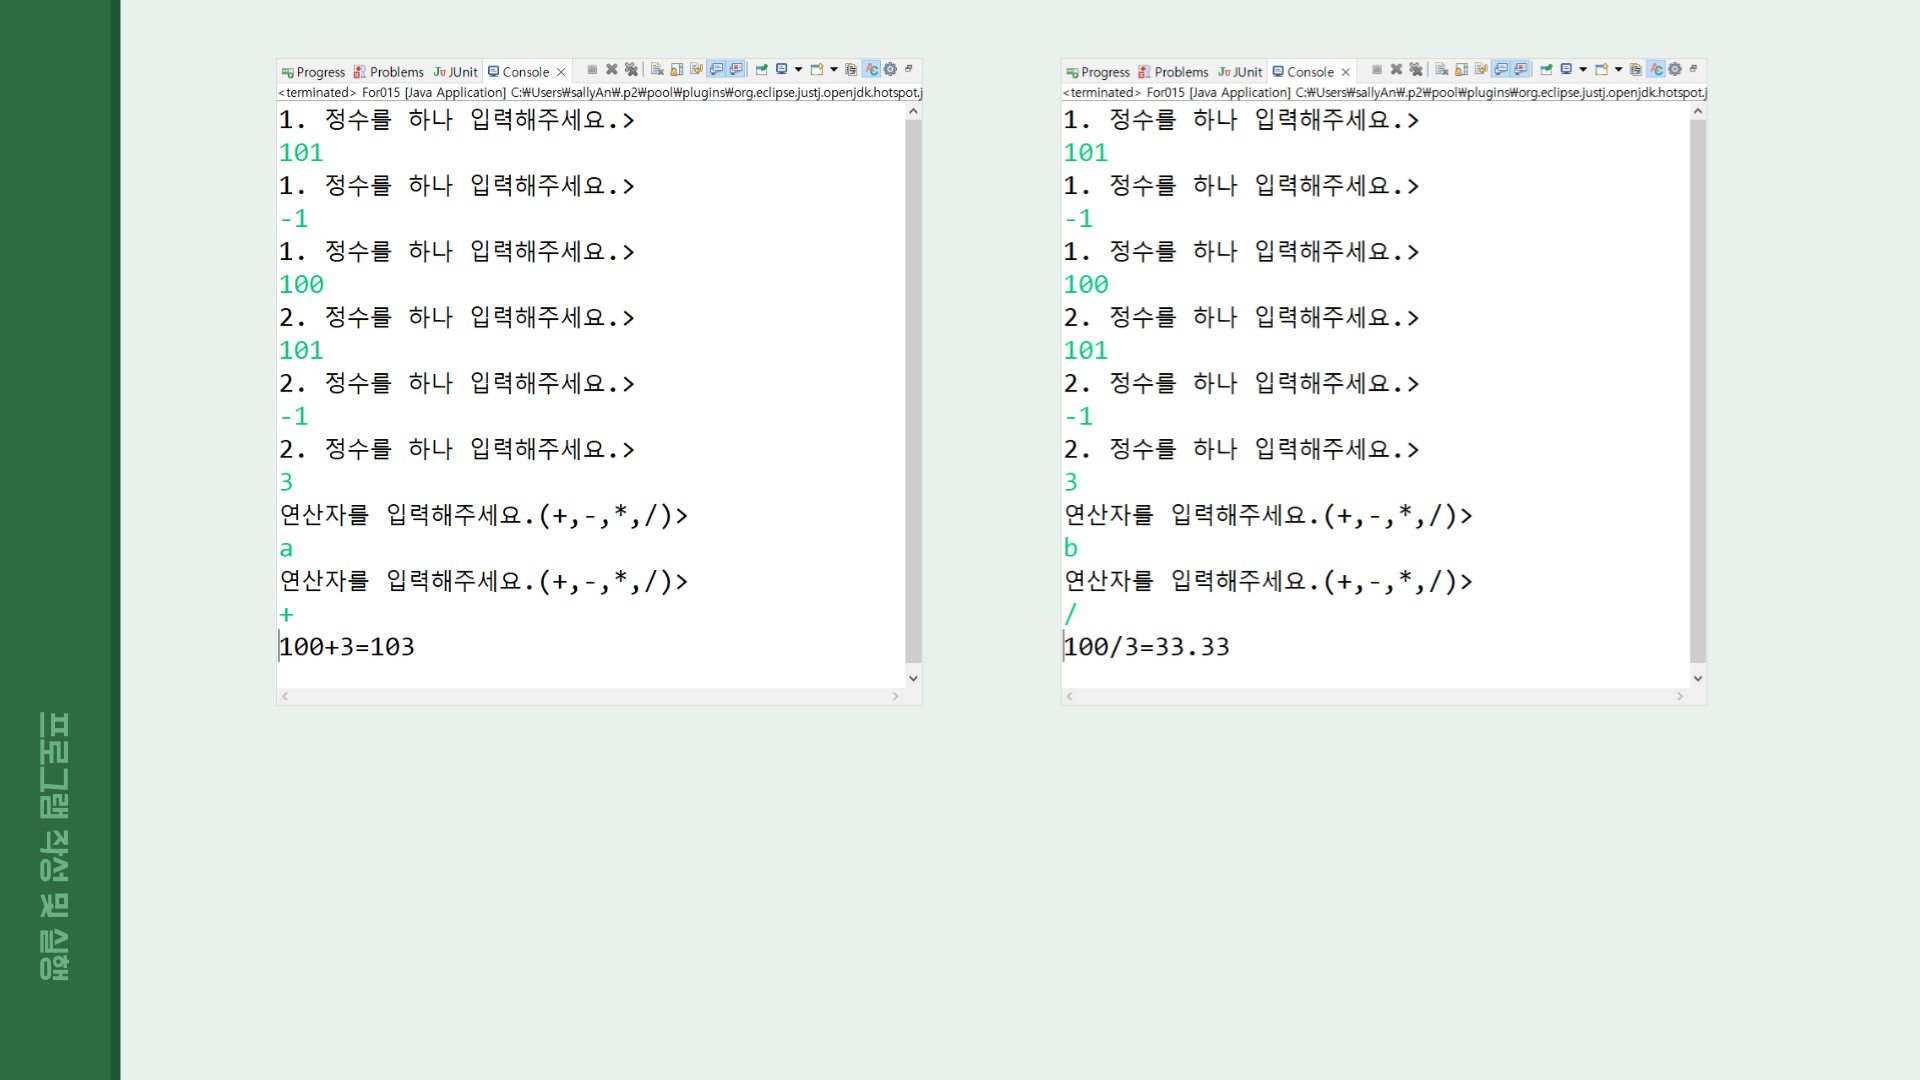 프로그램 작성 및 실행
Progress Problems JUnit Console
<terminated> For015 [Java Application] C:₩Users₩sallyAn₩.p2₩pool₩plugins₩org.eclipse.justj.openjdk.hotspot.j
1. 정수를 하나 입력해주세요.>
101
1. 정수를 하나 입력해주세요.>
-1
1. 정수를 하나 입력해주세요.>
100
2. 정수를 하나 입력해주세요.>
101
2. 정수를 하나 입력해주세요.>
-1
2. 정수를 하나 입력해주세요.>
3
연산자를 입력해주세요.(+,-,*,/)>
a
연산자를 입력해주세요.(+,-,*,/)>
+
100+3=103
Progress Problems JUnit Console
<terminated> For015 [Java Application] C:₩Users₩sallyAn₩.p2₩pool₩plugins₩org.eclipse.justj.openjdk.hotspot.j
1. 정수를 하나 입력해주세요.>
101
1. 정수를 하나 입력해주세요.>
-1
1. 정수를 하나 입력해주세요.>
100
2. 정수를 하나 입력해주세요.>
101
2. 정수를 하나 입력해주세요.>
-1
2. 정수를 하나 입력해주세요.>
3
연산자를 입력해주세요.(+,-,*,/)>
b
연산자를 입력해주세요.(+,-,*,/)>
/
100/3=33.33